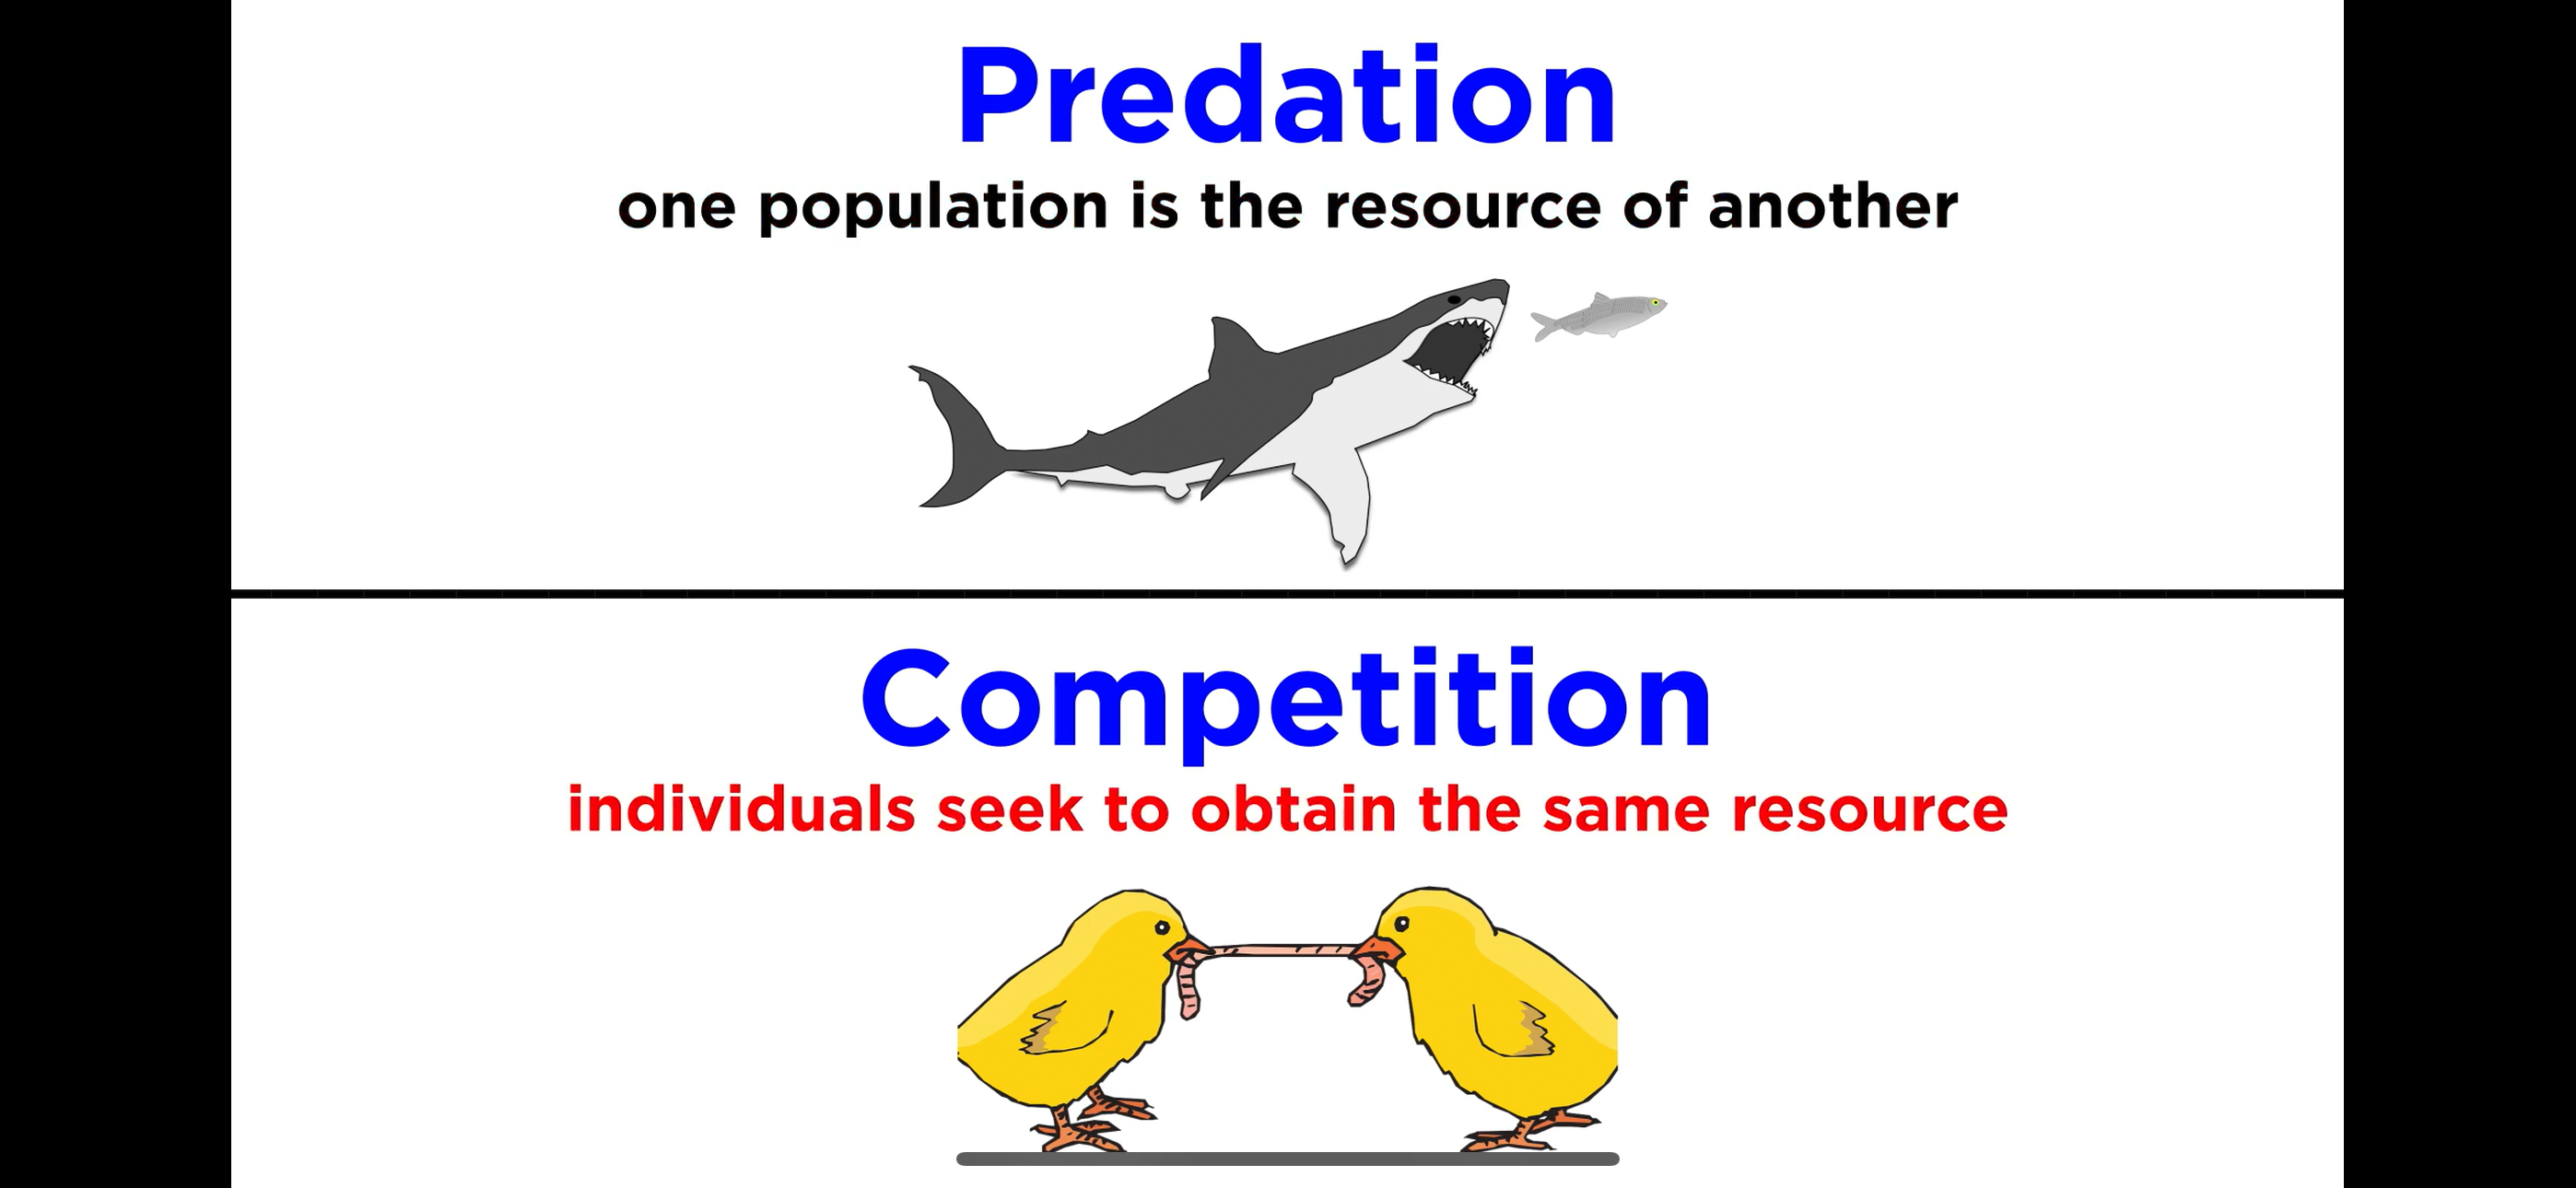 Predation
one population is the resource of another
Competition
individuals seek to obtain the same resource